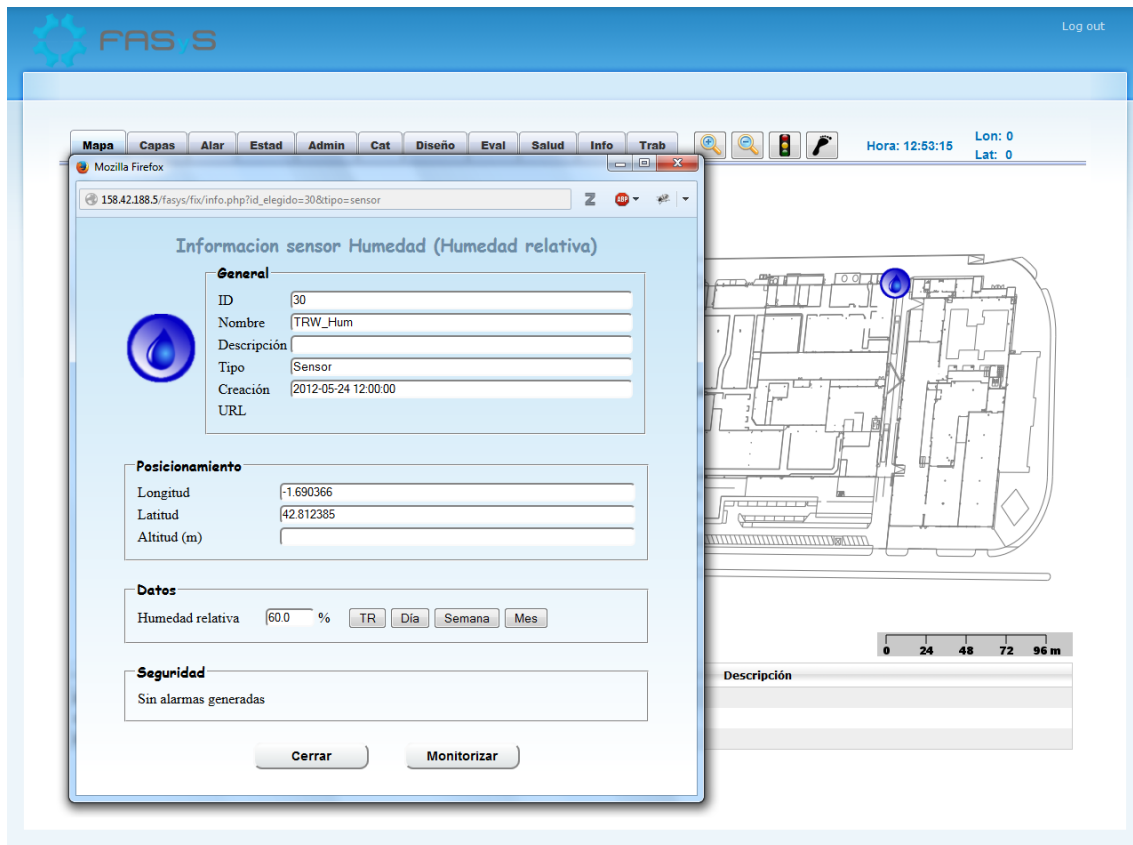 FASyS
Log out
Mapa Capas Alar Estad Admin Cat Diseño Eval Salud Info Trab
Hora: 12:53:15
Lon: 0
Lat: 0
Mozilla Firefox
158.42.188.5/fasys/fix/info.php?id_elegido=30&tipo=sensor
Z ABP
Informacion sensor Humedad (Humedad relativa)
General
ID 30
Nombre TRW_Hum
Descripción
Tipo Sensor
Creación 2012-05-24 12:00:00
URL
Posicionamiento
Longitud -1.690366
Latitud 42.812385
Altitud (m)
Datos
Humedad relativa 60.0 % TR Día Semana Mes
Seguridad
Sin alarmas generadas
Cerrar Monitorizar
0 24 48 72 96 m
Descripción